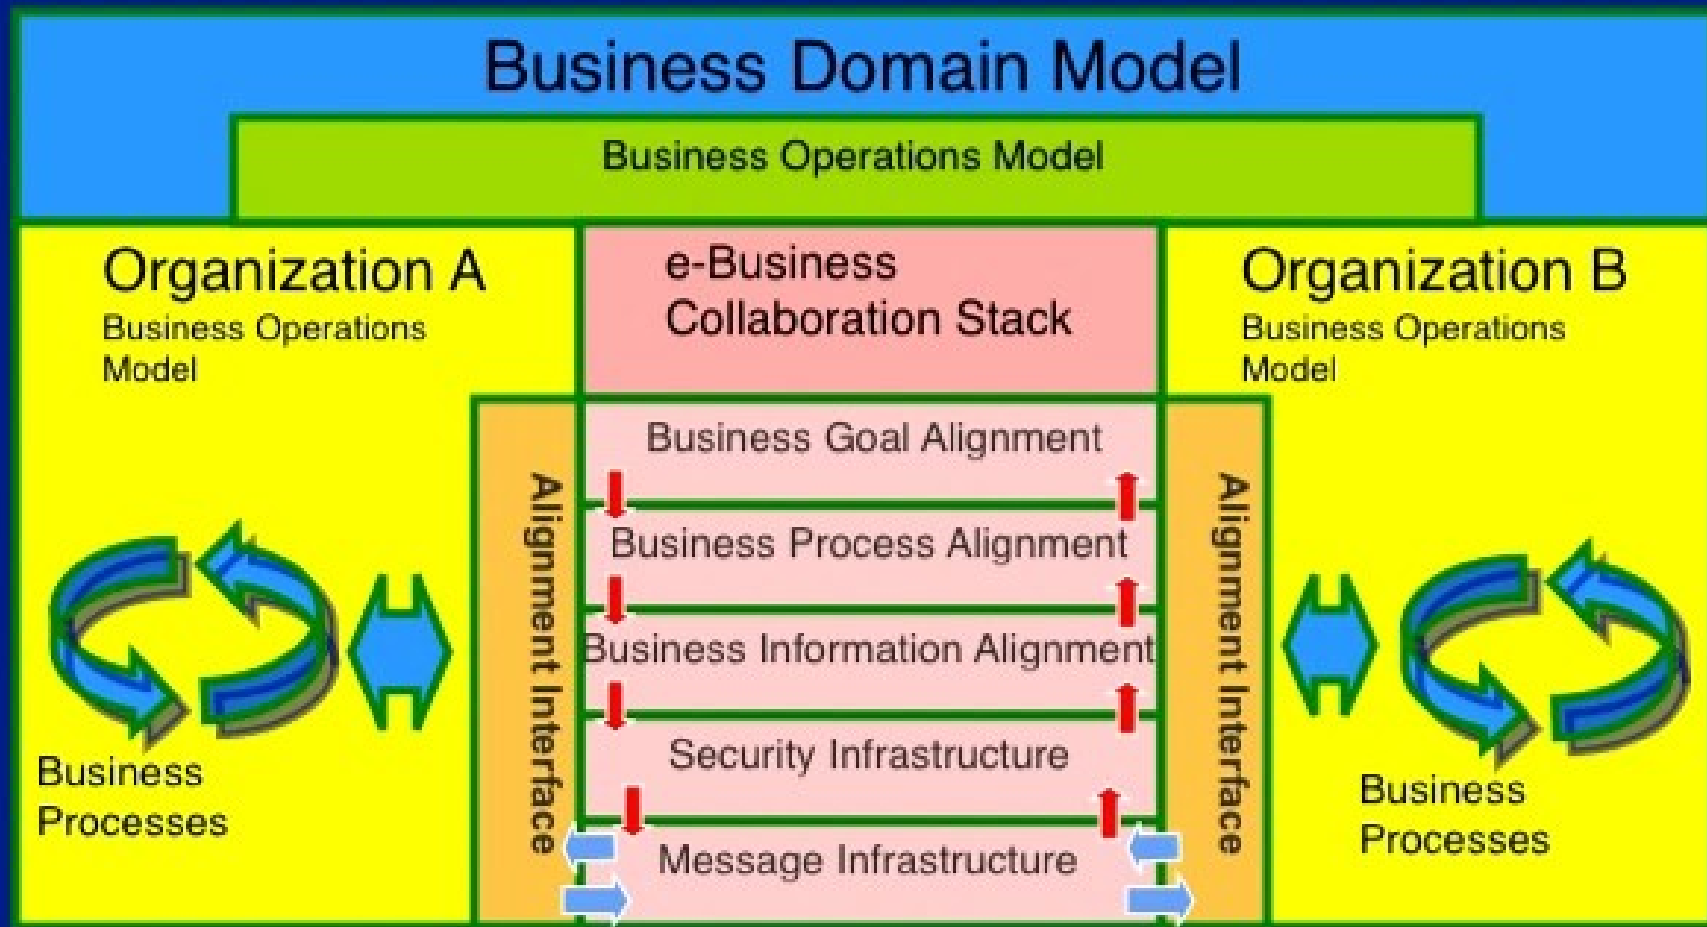 Business Domain Model
Business Operations Model
Organization A
Business Operations
Model
Business
Processes
Alignment Interface
e-Business
Collaboration Stack
Business Goal Alignment
Business Process Alignment
Business Information Alignment
Security Infrastructure
Message Infrastructure
Alignment Interface
Organization B
Business Operations
Model
Business
Processes